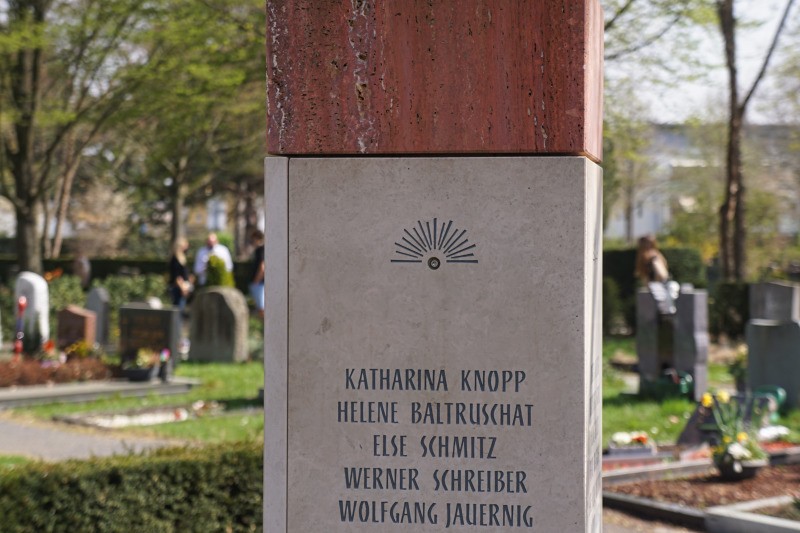 KATHARINA KNOPP
HELENE BALTRUSCHAT
ELSE SCHMITZ
WERNER SCHREIBER
WOLFGANG JAUERNIG